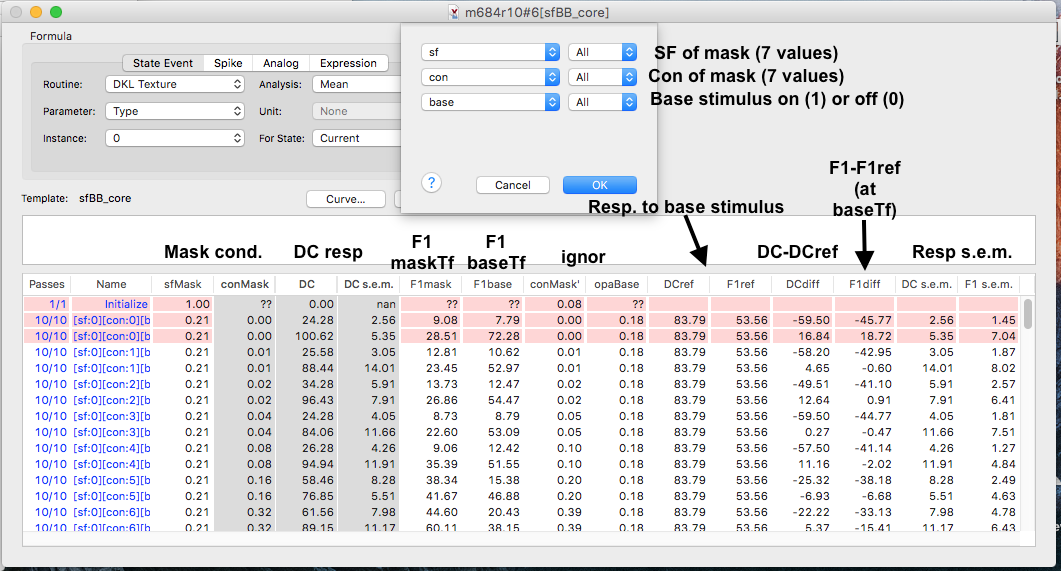 m684r10#6[sfBB_core]
Formula
State Event Spike Analog Expression
Routine: DKL Texture Analysis: Mean
Parameter: Type Unit: None
Instance: 0 For State: Current
sf All SF of mask (7 values)
con All Con of mask (7 values)
base All Base stimulus on (1) or off (0)
? Cancel OK
Template: sfBB_core Curve...
Resp. to base stimulus
F1-F1ref
(at
baseTf)
Mask cond. DC resp F1 maskTf F1 baseTf ignor DC-DCref Resp s.e.m.
Passes Name sfMask conMask DC DC s.e.m. F1mask F1base conMask' opaBase DCref F1ref DCdiff F1diff DC s.e.m. F1 s.e.m.
1/1 Initialize 1.00 ?? 0.00 nan ?? ?? 0.08 ??
10/10 [sf:0][con:0][b 0.21 0.00 24.28 2.56 9.08 7.79 0.00 0.18 83.79 53.56 -59.50 -45.77 2.56 1.45
10/10 [sf:0][con:0][b 0.21 0.00 100.62 5.35 28.51 72.28 0.00 0.18 83.79 53.56 16.84 18.72 5.35 7.04
10/10 [sf:0][con:1][b 0.21 0.01 25.58 3.05 12.81 10.62 0.01 0.18 83.79 53.56 -58.20 -42.95 3.05 1.87
10/10 [sf:0][con:1][b 0.21 0.01 88.44 14.01 23.45 52.97 0.01 0.18 83.79 53.56 4.65 -0.60 14.01 8.02
10/10 [sf:0][con:2][b 0.21 0.02 34.28 5.91 13.73 12.47 0.02 0.18 83.79 53.56 -49.51 -41.10 5.91 2.57
10/10 [sf:0][con:2][b 0.21 0.02 96.43 7.91 26.86 54.47 0.02 0.18 83.79 53.56 12.64 0.91 7.91 6.41
10/10 [sf:0][con:3][b 0.21 0.04 24.28 4.05 8.73 8.79 0.05 0.18 83.79 53.56 -59.50 -44.77 4.05 1.81
10/10 [sf:0][con:3][b 0.21 0.04 84.06 11.66 22.60 53.09 0.05 0.18 83.79 53.56 0.27 -0.47 11.66 7.51
10/10 [sf:0][con:4][b 0.21 0.08 26.28 4.26 9.06 12.42 0.10 0.18 83.79 53.56 -57.50 -41.14 4.26 1.27
10/10 [sf:0][con:4][b 0.21 0.08 94.94 11.91 35.39 51.55 0.10 0.18 83.79 53.56 11.16 -2.02 11.91 4.84
10/10 [sf:0][con:5][b 0.21 0.16 58.46 8.28 38.34 15.38 0.20 0.18 83.79 53.56 -25.32 -38.18 8.28 2.49
10/10 [sf:0][con:5][b 0.21 0.16 76.85 5.51 41.67 46.88 0.20 0.18 83.79 53.56 -6.93 -6.68 5.51 4.63
10/10 [sf:0][con:6][b 0.21 0.32 61.56 7.98 44.60 20.43 0.39 0.18 83.79 53.56 -22.22 -33.13 7.98 4.78
10/10 [sf:0][con:6][b 0.21 0.32 89.15 11.17 60.11 38.15 0.39 0.18 83.79 53.56 5.37 -15.41 11.17 6.43